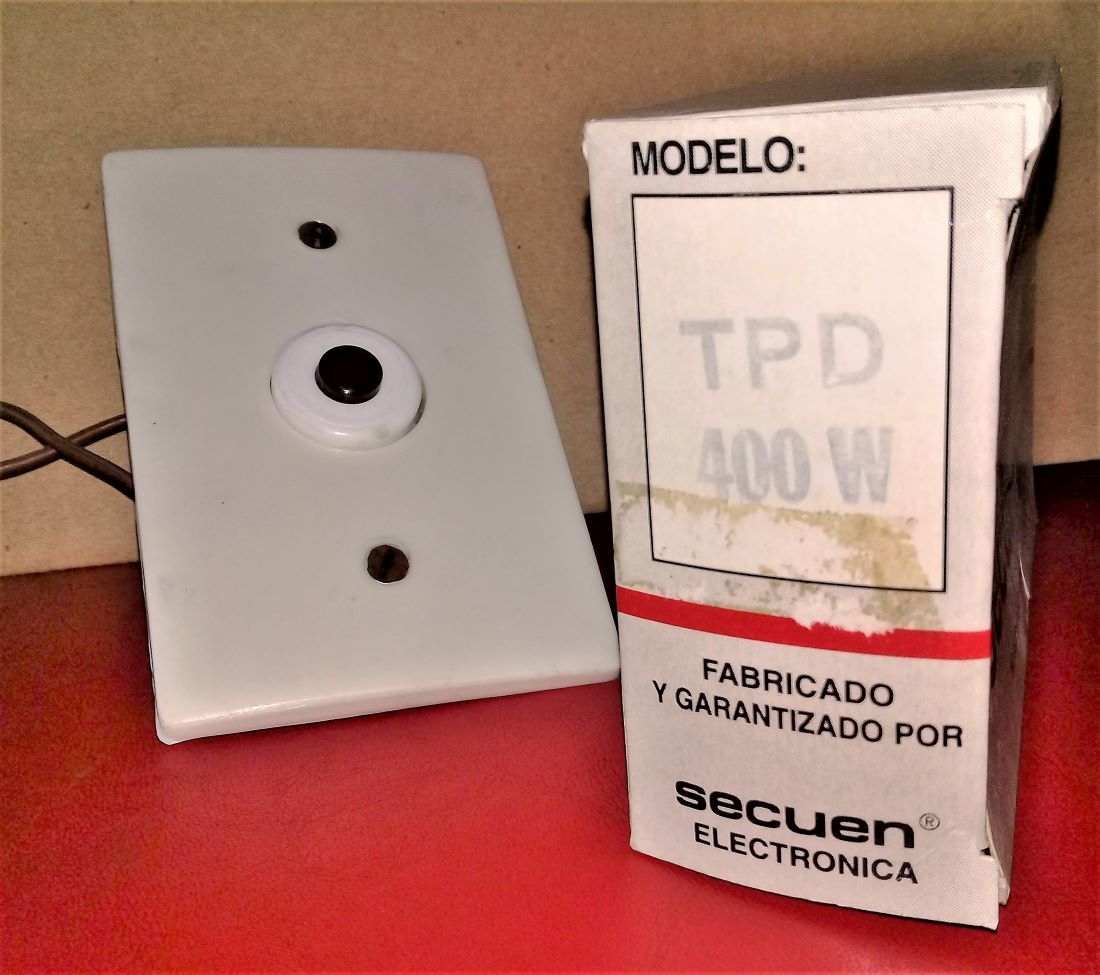 MODELO:
TPD
400 W
FABRICADO
Y GARANTIZADO POR
secuen®
ELECTRONICA